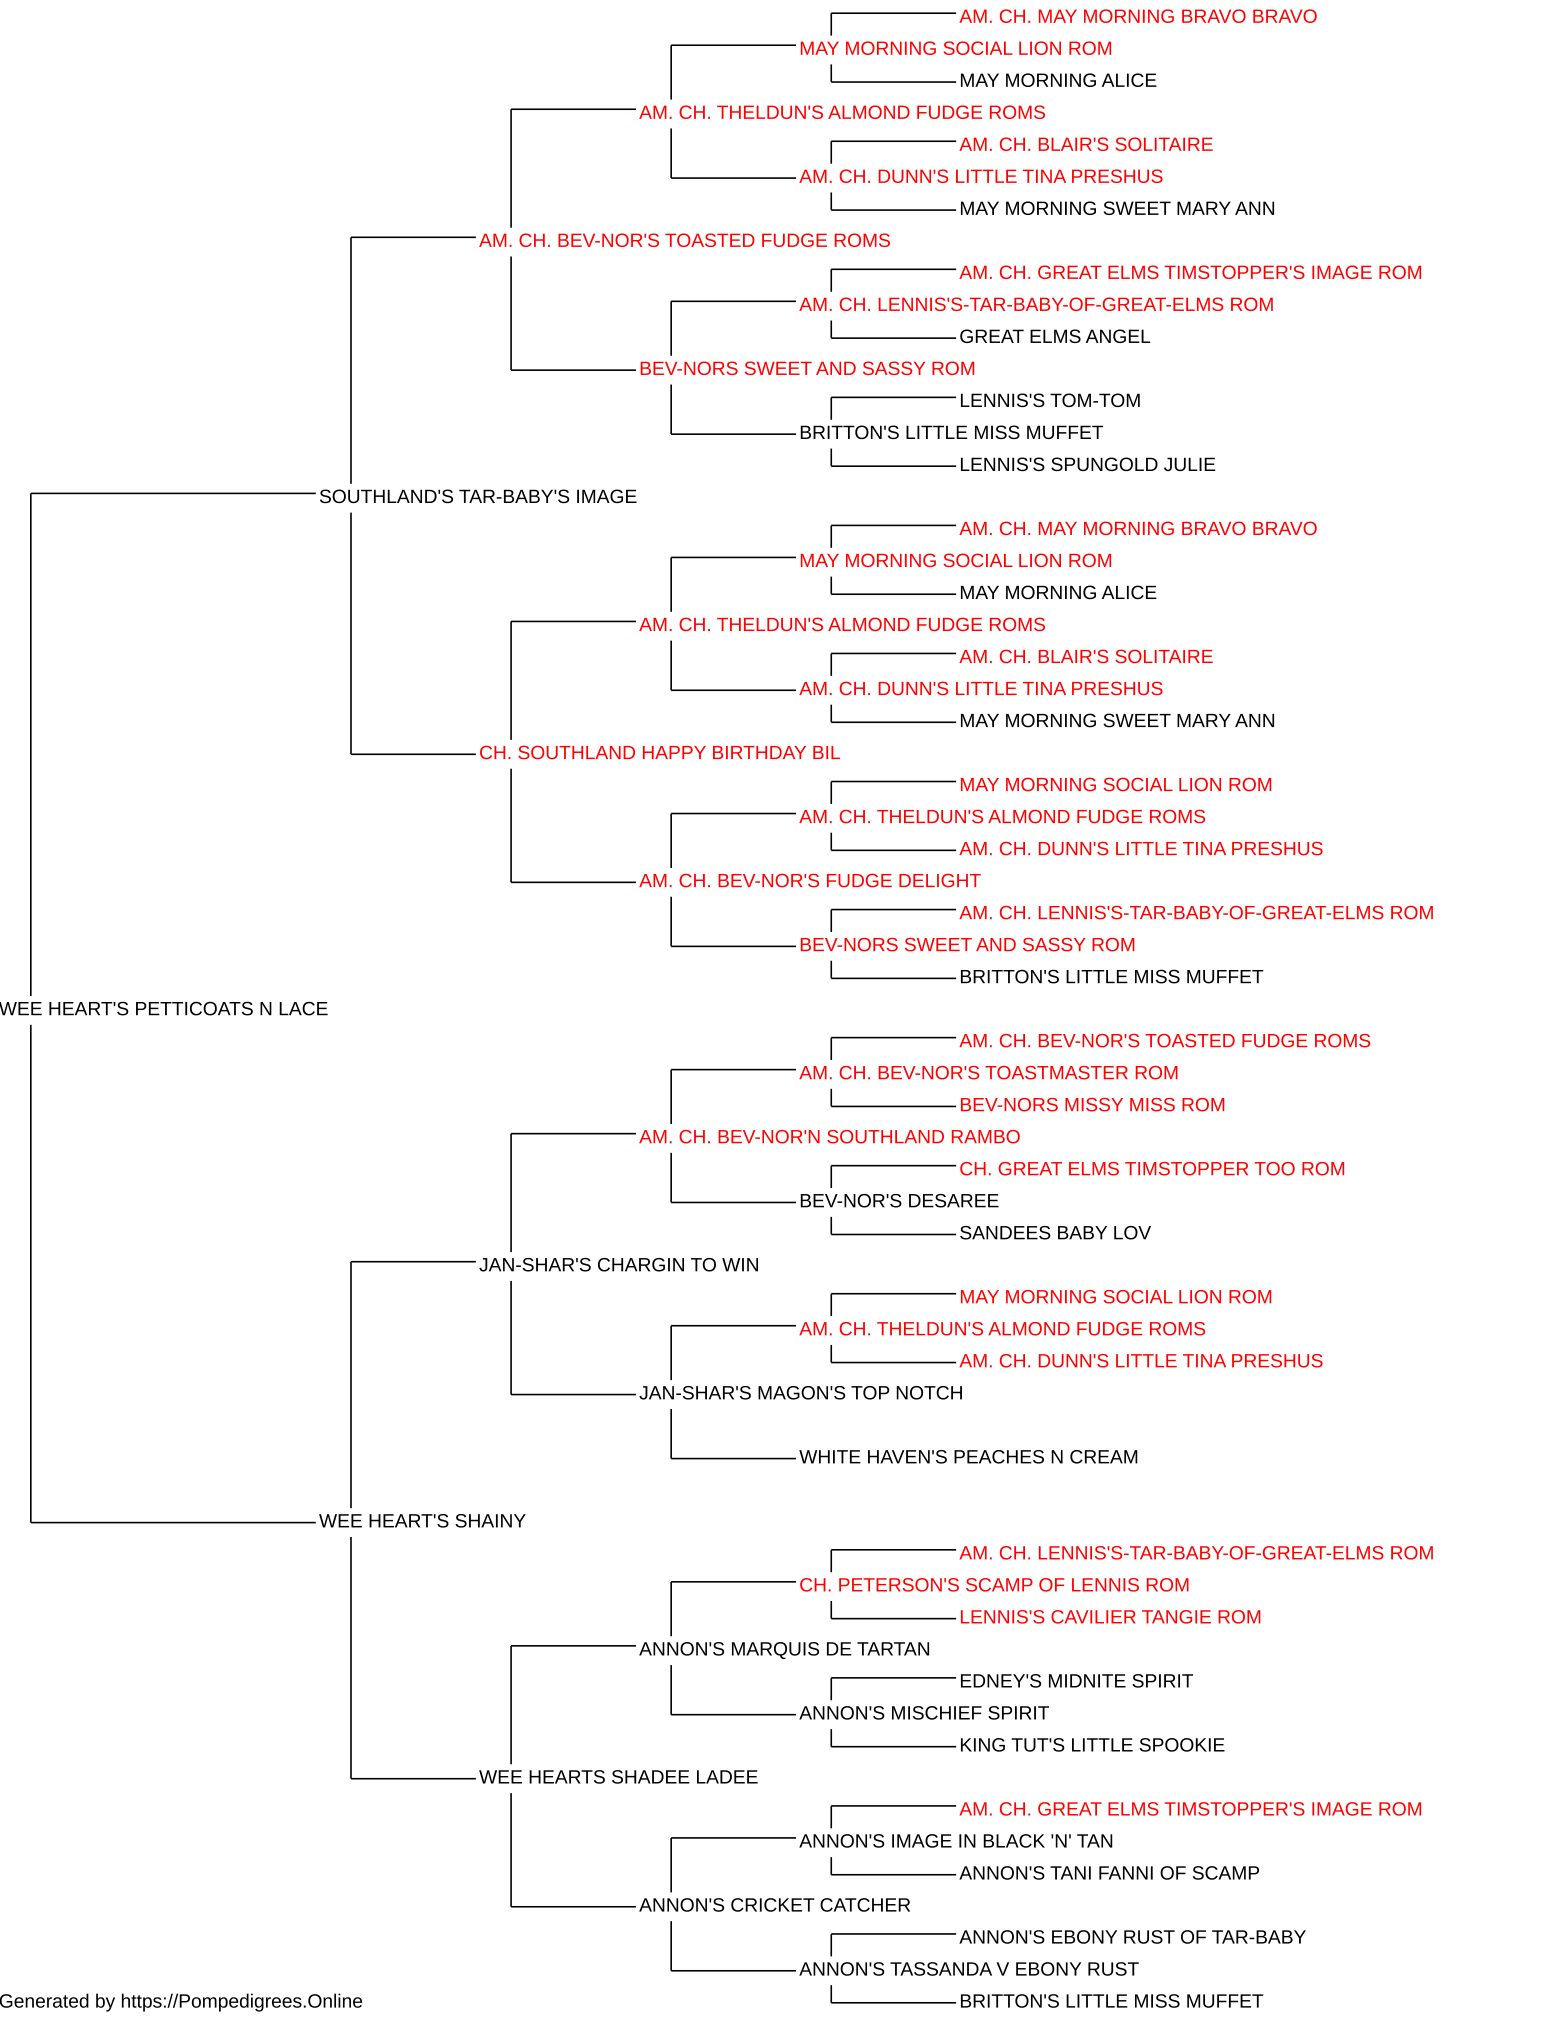 AM. CH. MAY MORNING BRAVO BRAVO
MAY MORNING SOCIAL LION ROM
MAY MORNING ALICE
AM. CH. THELDUN'S ALMOND FUDGE ROMS
AM. CH. BLAIR'S SOLITAIRE
AM. CH. DUNN'S LITTLE TINA PRESHUS
MAY MORNING SWEET MARY ANN
AM. CH. BEV-NOR'S TOASTED FUDGE ROMS
AM. CH. GREAT ELMS TIMSTOPPER'S IMAGE ROM
AM. CH. LENNIS'S-TAR-BABY-OF-GREAT-ELMS ROM
GREAT ELMS ANGEL
BEV-NORS SWEET AND SASSY ROM
LENNIS'S TOM-TOM
BRITTON'S LITTLE MISS MUFFET
LENNIS'S SPUNGOLD JULIE
SOUTHLAND'S TAR-BABY'S IMAGE
AM. CH. MAY MORNING BRAVO BRAVO
MAY MORNING SOCIAL LION ROM
MAY MORNING ALICE
AM. CH. THELDUN'S ALMOND FUDGE ROMS
AM. CH. BLAIR'S SOLITAIRE
AM. CH. DUNN'S LITTLE TINA PRESHUS
MAY MORNING SWEET MARY ANN
CH. SOUTHLAND HAPPY BIRTHDAY BIL
MAY MORNING SOCIAL LION ROM
AM. CH. THELDUN'S ALMOND FUDGE ROMS
AM. CH. DUNN'S LITTLE TINA PRESHUS
AM. CH. BEV-NOR'S FUDGE DELIGHT
AM. CH. LENNIS'S-TAR-BABY-OF-GREAT-ELMS ROM
BEV-NORS SWEET AND SASSY ROM
BRITTON'S LITTLE MISS MUFFET
WEE HEART'S PETTICOATS N LACE
AM. CH. BEV-NOR'S TOASTED FUDGE ROMS
AM. CH. BEV-NOR'S TOASTMASTER ROM
BEV-NORS MISSY MISS ROM
AM. CH. BEV-NOR'N SOUTHLAND RAMBO
CH. GREAT ELMS TIMSTOPPER TOO ROM
BEV-NOR'S DESAREE
SANDEES BABY LOV
JAN-SHAR'S CHARGIN TO WIN
MAY MORNING SOCIAL LION ROM
AM. CH. THELDUN'S ALMOND FUDGE ROMS
AM. CH. DUNN'S LITTLE TINA PRESHUS
JAN-SHAR'S MAGON'S TOP NOTCH
WHITE HAVEN'S PEACHES N CREAM
WEE HEART'S SHAINY
AM. CH. LENNIS'S-TAR-BABY-OF-GREAT-ELMS ROM
CH. PETERSON'S SCAMP OF LENNIS ROM
LENNIS'S CAVILIER TANGIE ROM
ANNON'S MARQUIS DE TARTAN
EDNEY'S MIDNITE SPIRIT
ANNON'S MISCHIEF SPIRIT
KING TUT'S LITTLE SPOOKIE
WEE HEARTS SHADEE LADEE
AM. CH. GREAT ELMS TIMSTOPPER'S IMAGE ROM
ANNON'S IMAGE IN BLACK 'N' TAN
ANNON'S TANI FANNI OF SCAMP
ANNON'S CRICKET CATCHER
ANNON'S EBONY RUST OF TAR-BABY
ANNON'S TASSANDA V EBONY RUST
BRITTON'S LITTLE MISS MUFFET
Generated by https://Pompedigrees.Online